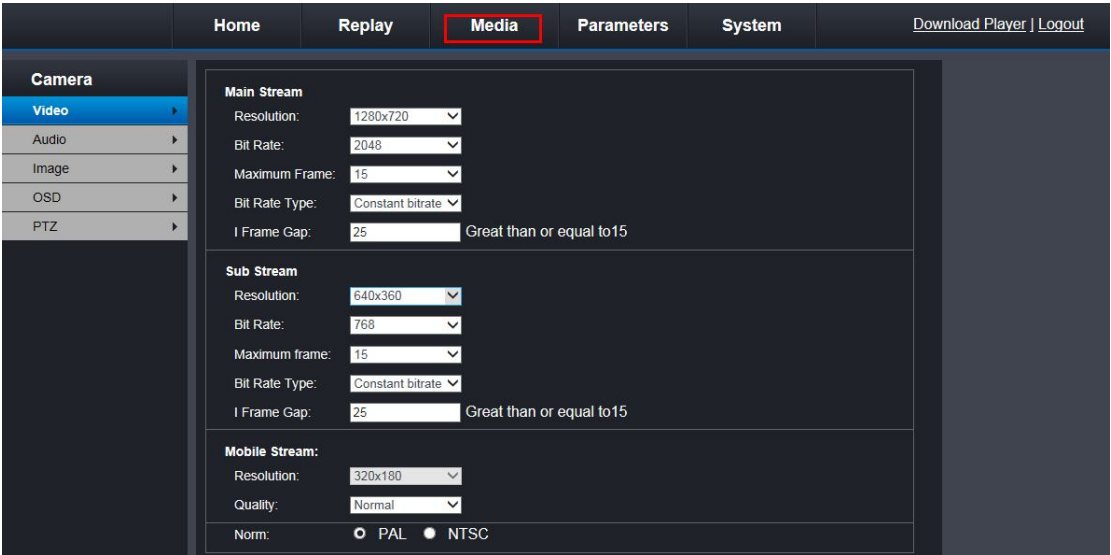 Home Replay Media Parameters System Download Player | Logout
Camera
Video
Audio
Image
OSD
PTZ
Main Stream
Resolution: 1280x720
Bit Rate: 2048
Maximum Frame: 15
Bit Rate Type: Constant bitrate
I Frame Gap: 25 Great than or equal to15
Sub Stream
Resolution: 640x360
Bit Rate: 768
Maximum frame: 15
Bit Rate Type: Constant bitrate
I Frame Gap: 25 Great than or equal to15
Mobile Stream:
Resolution: 320x180
Quality: Normal
Norm: PAL NTSC